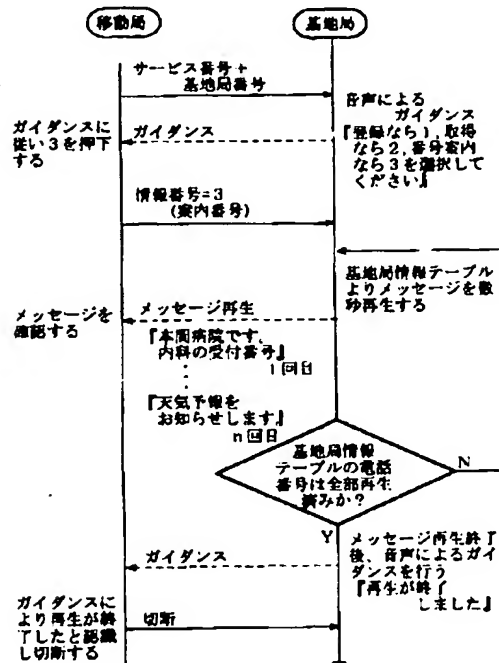 移動局
基地局
サービス番号+
基地局番号
音声による
ガイダンス
『登録なら1,取得
なら2,番号案内
なら3を選択して
ください』
ガイダンス
ガイダンスに
従い3を押下
する
情報番号=3
(案内番号)
基地局情報テーブル
よりメッセージを数
秒再生する
メッセージ再生
メッセージを
確認する
『本間病院です,
内科の受付番号』
1回目
『天気予報を
お知らせします』
n回目
基地局情報
テーブルの電話
番号は全部再生
済みか?
N
Y
メッセージ再生終了
後、音声によるガイ
ダンスを行う
『再生が終了
しました』
ガイダンス
ガイダンスに
より再生が終
了したと認識
し切断する
切断